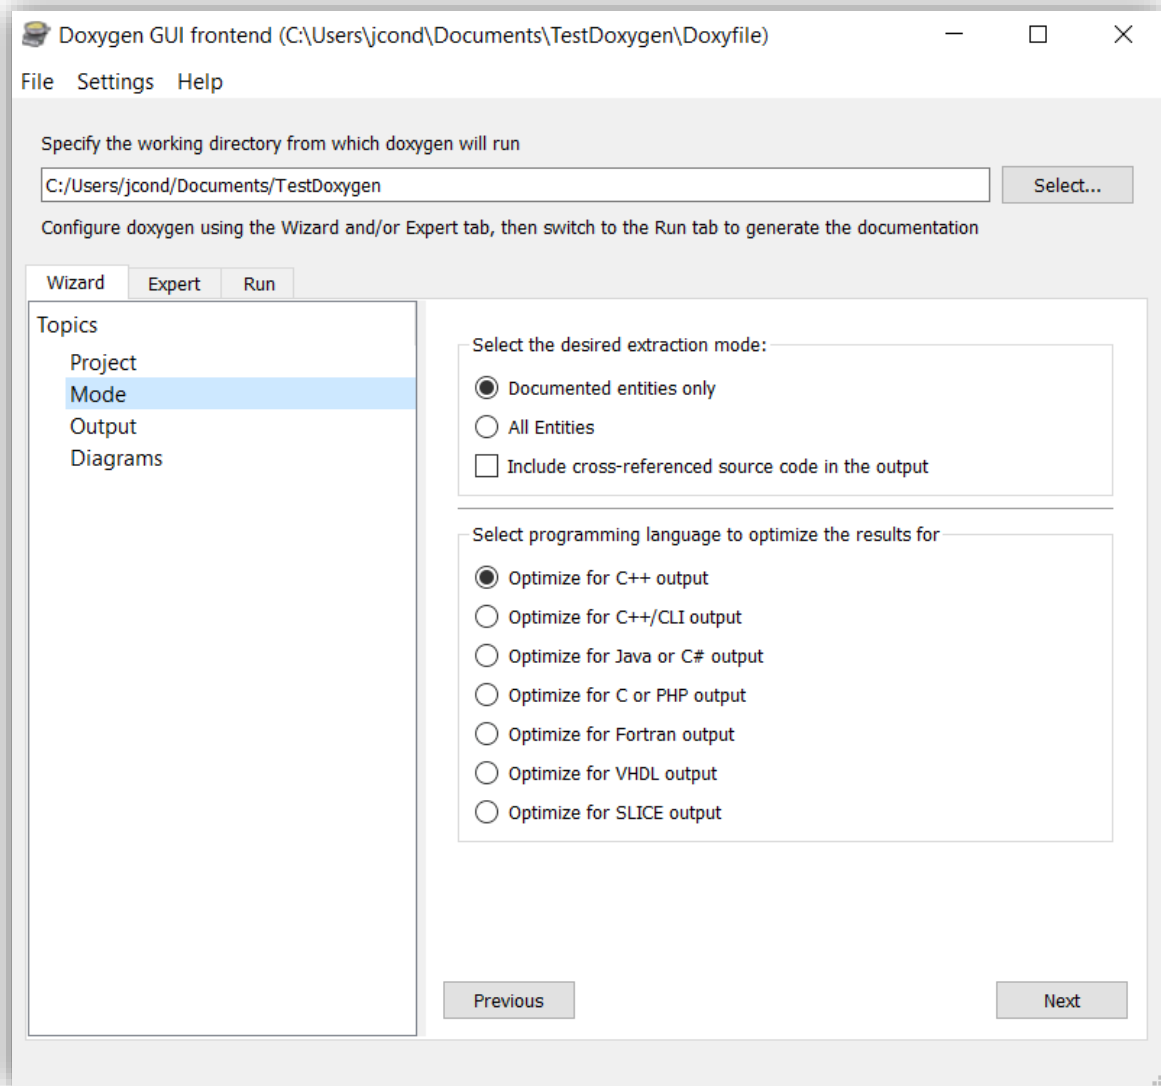 Doxygen GUI frontend (C:\Users\jcond\Documents\TestDoxygen\Doxyfile)
File Settings Help
Specify the working directory from which doxygen will run
C:/Users/jcond/Documents/TestDoxygen
Select...
Configure doxygen using the Wizard and/or Expert tab, then switch to the Run tab to generate the documentation
Wizard Expert Run
Topics
Project
Mode
Output
Diagrams
Select the desired extraction mode:
Documented entities only
All Entities
Include cross-referenced source code in the output
Select programming language to optimize the results for
Optimize for C++ output
Optimize for C++/CLI output
Optimize for Java or C# output
Optimize for C or PHP output
Optimize for Fortran output
Optimize for VHDL output
Optimize for SLICE output
Previous
Next